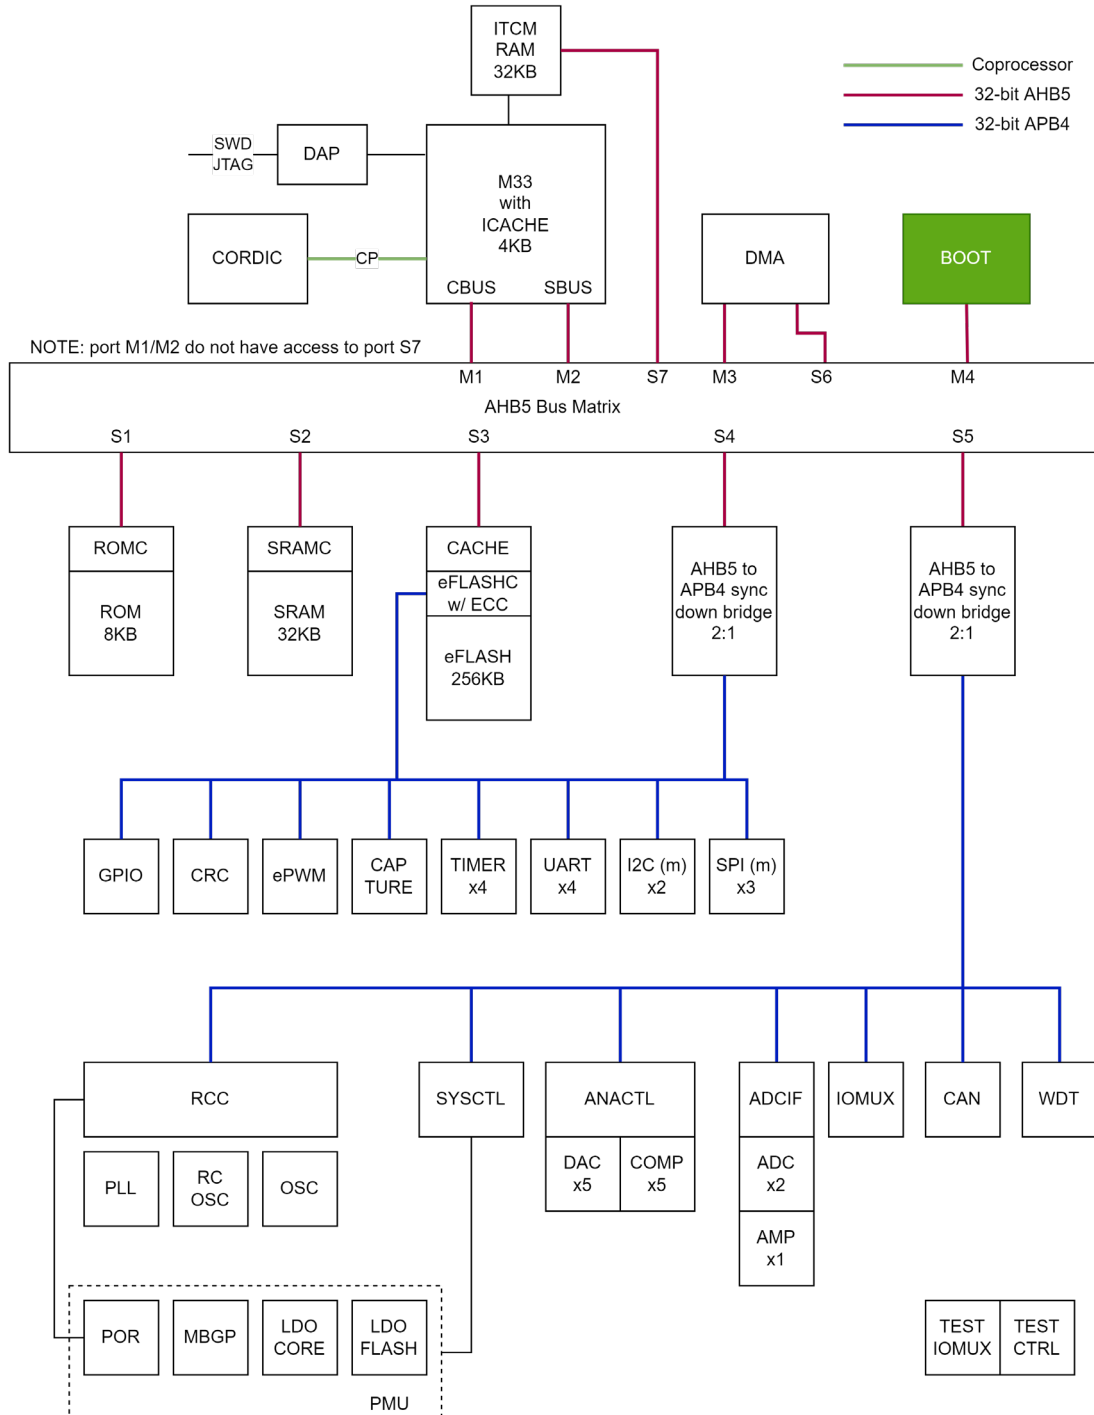 ITCM
RAM
32KB
Coprocessor
32-bit AHB5
32-bit APB4
SWD
JTAG
DAP
M33
with
ICACHE
4KB
CORDIC
CP
DMA
BOOT
CBUS
SBUS
NOTE: port M1/M2 do not have access to port S7
M1
M2
S7
M3
S6
M4
AHB5 Bus Matrix
S1
S2
S3
S4
S5
ROMC
ROM
8KB
SRAMC
SRAM
32KB
CACHE
eFLASHC
w/ ECC
eFLASH
256KB
AHB5 to
APB4 sync
down bridge
2:1
AHB5 to
APB4 sync
down bridge
2:1
GPIO
CRC
ePWM
CAP
TURE
TIMER
x4
UART
x4
I2C (m)
x2
SPI (m)
x3
RCC
SYSCTL
ANACTL
ADCIF
IOMUX
CAN
WDT
PLL
RC
OSC
OSC
DAC
x5
COMP
x5
ADC
x2
AMP
x1
POR
MBGP
LDO
CORE
LDO
FLASH
PMU
TEST
IOMUX
TEST
CTRL